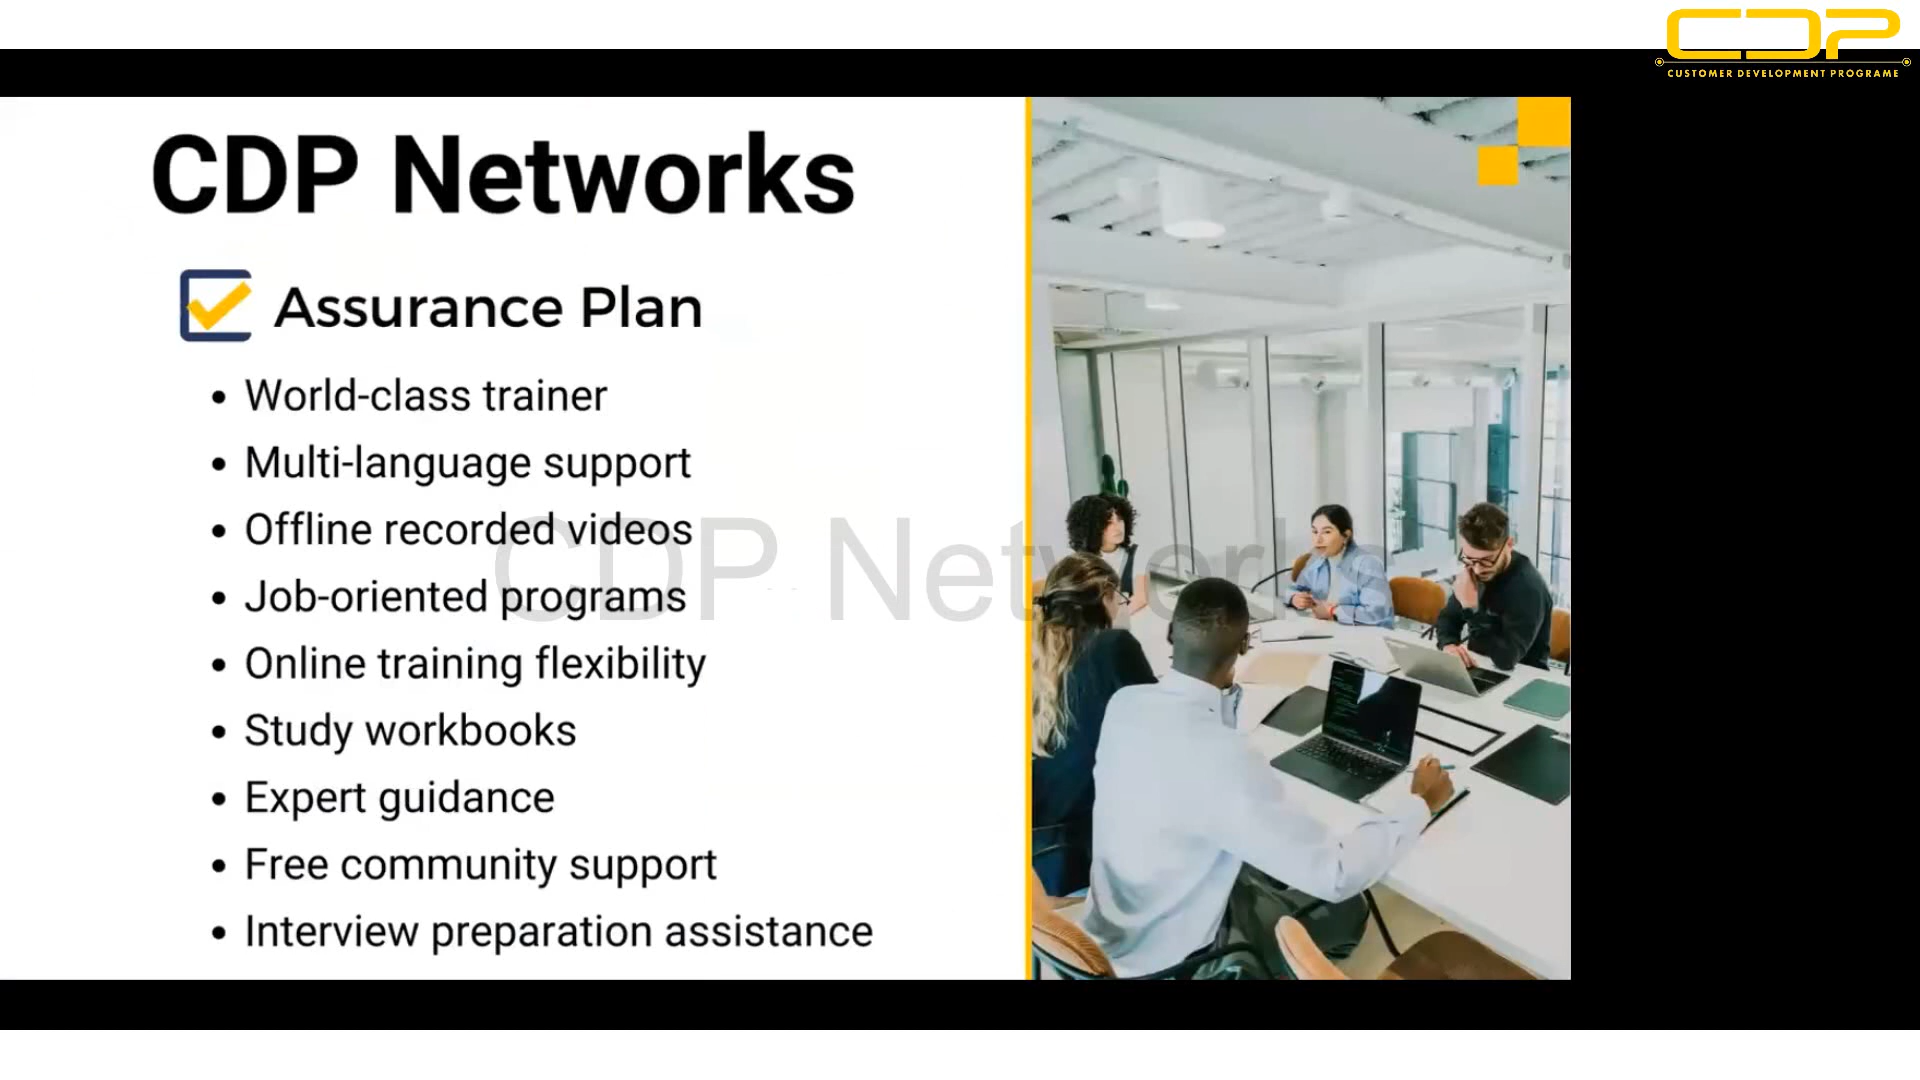 CDP
CUSTOMER DEVELOPMENT PROGRAME
CDP Networks
Assurance Plan
• World-class trainer
• Multi-language support
• Offline recorded videos
• Job-oriented programs
• Online training flexibility
• Study workbooks
• Expert guidance
• Free community support
• Interview preparation assistance
CDP Networks